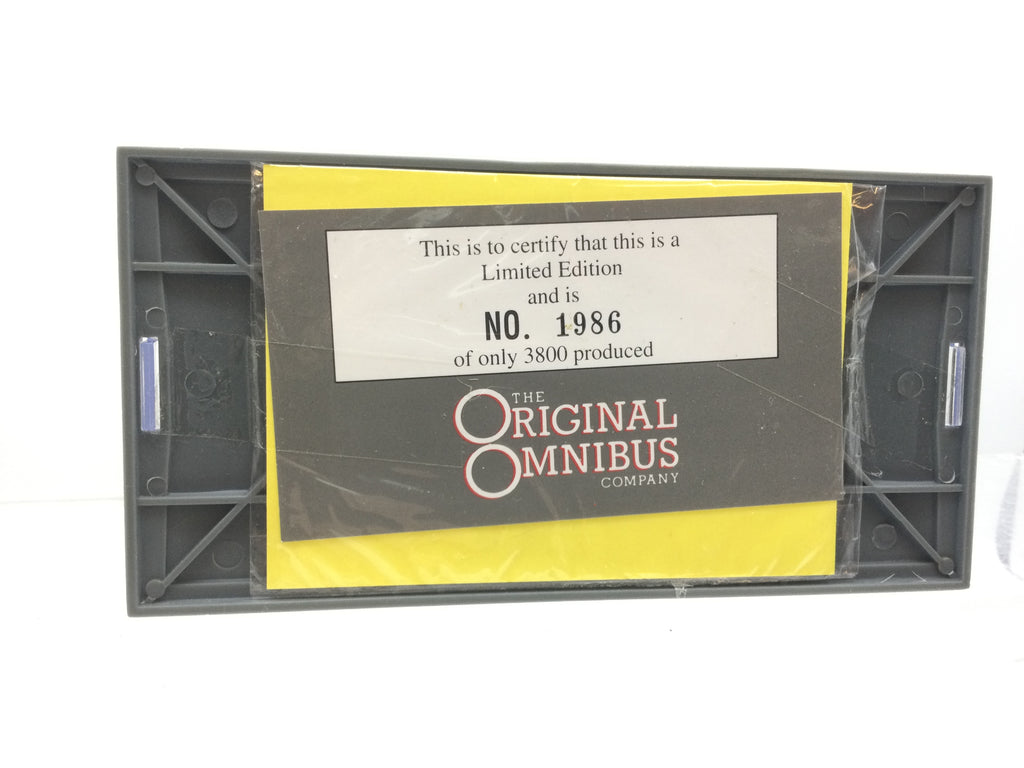 This is to certify that this is a
Limited Edition
and is
NO. 1986
of only 3800 produced
THE
ORIGINAL
OMNIBUS
COMPANY